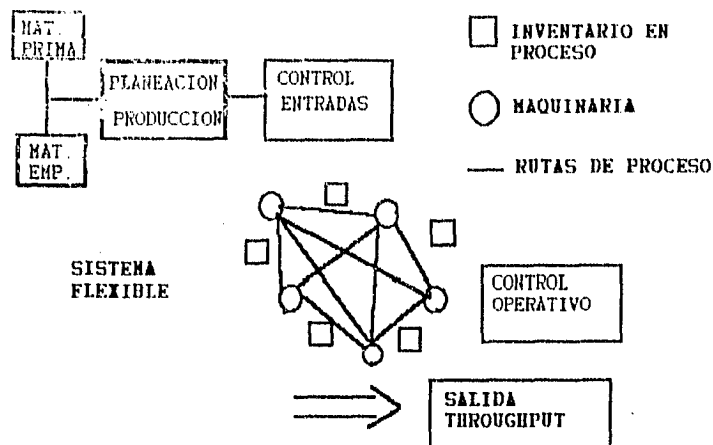 MAT.
PRIMA
PLANEACION
PRODUCCION
CONTROL
ENTRADAS
MAT.
EMP.
INVENTARIO EN
PROCESO
MAQUINARIA
RUTAS DE PROCESO
SISTEMA
FLEXIBLE
CONTROL
OPERATIVO
SALIDA
THROUGHPUT